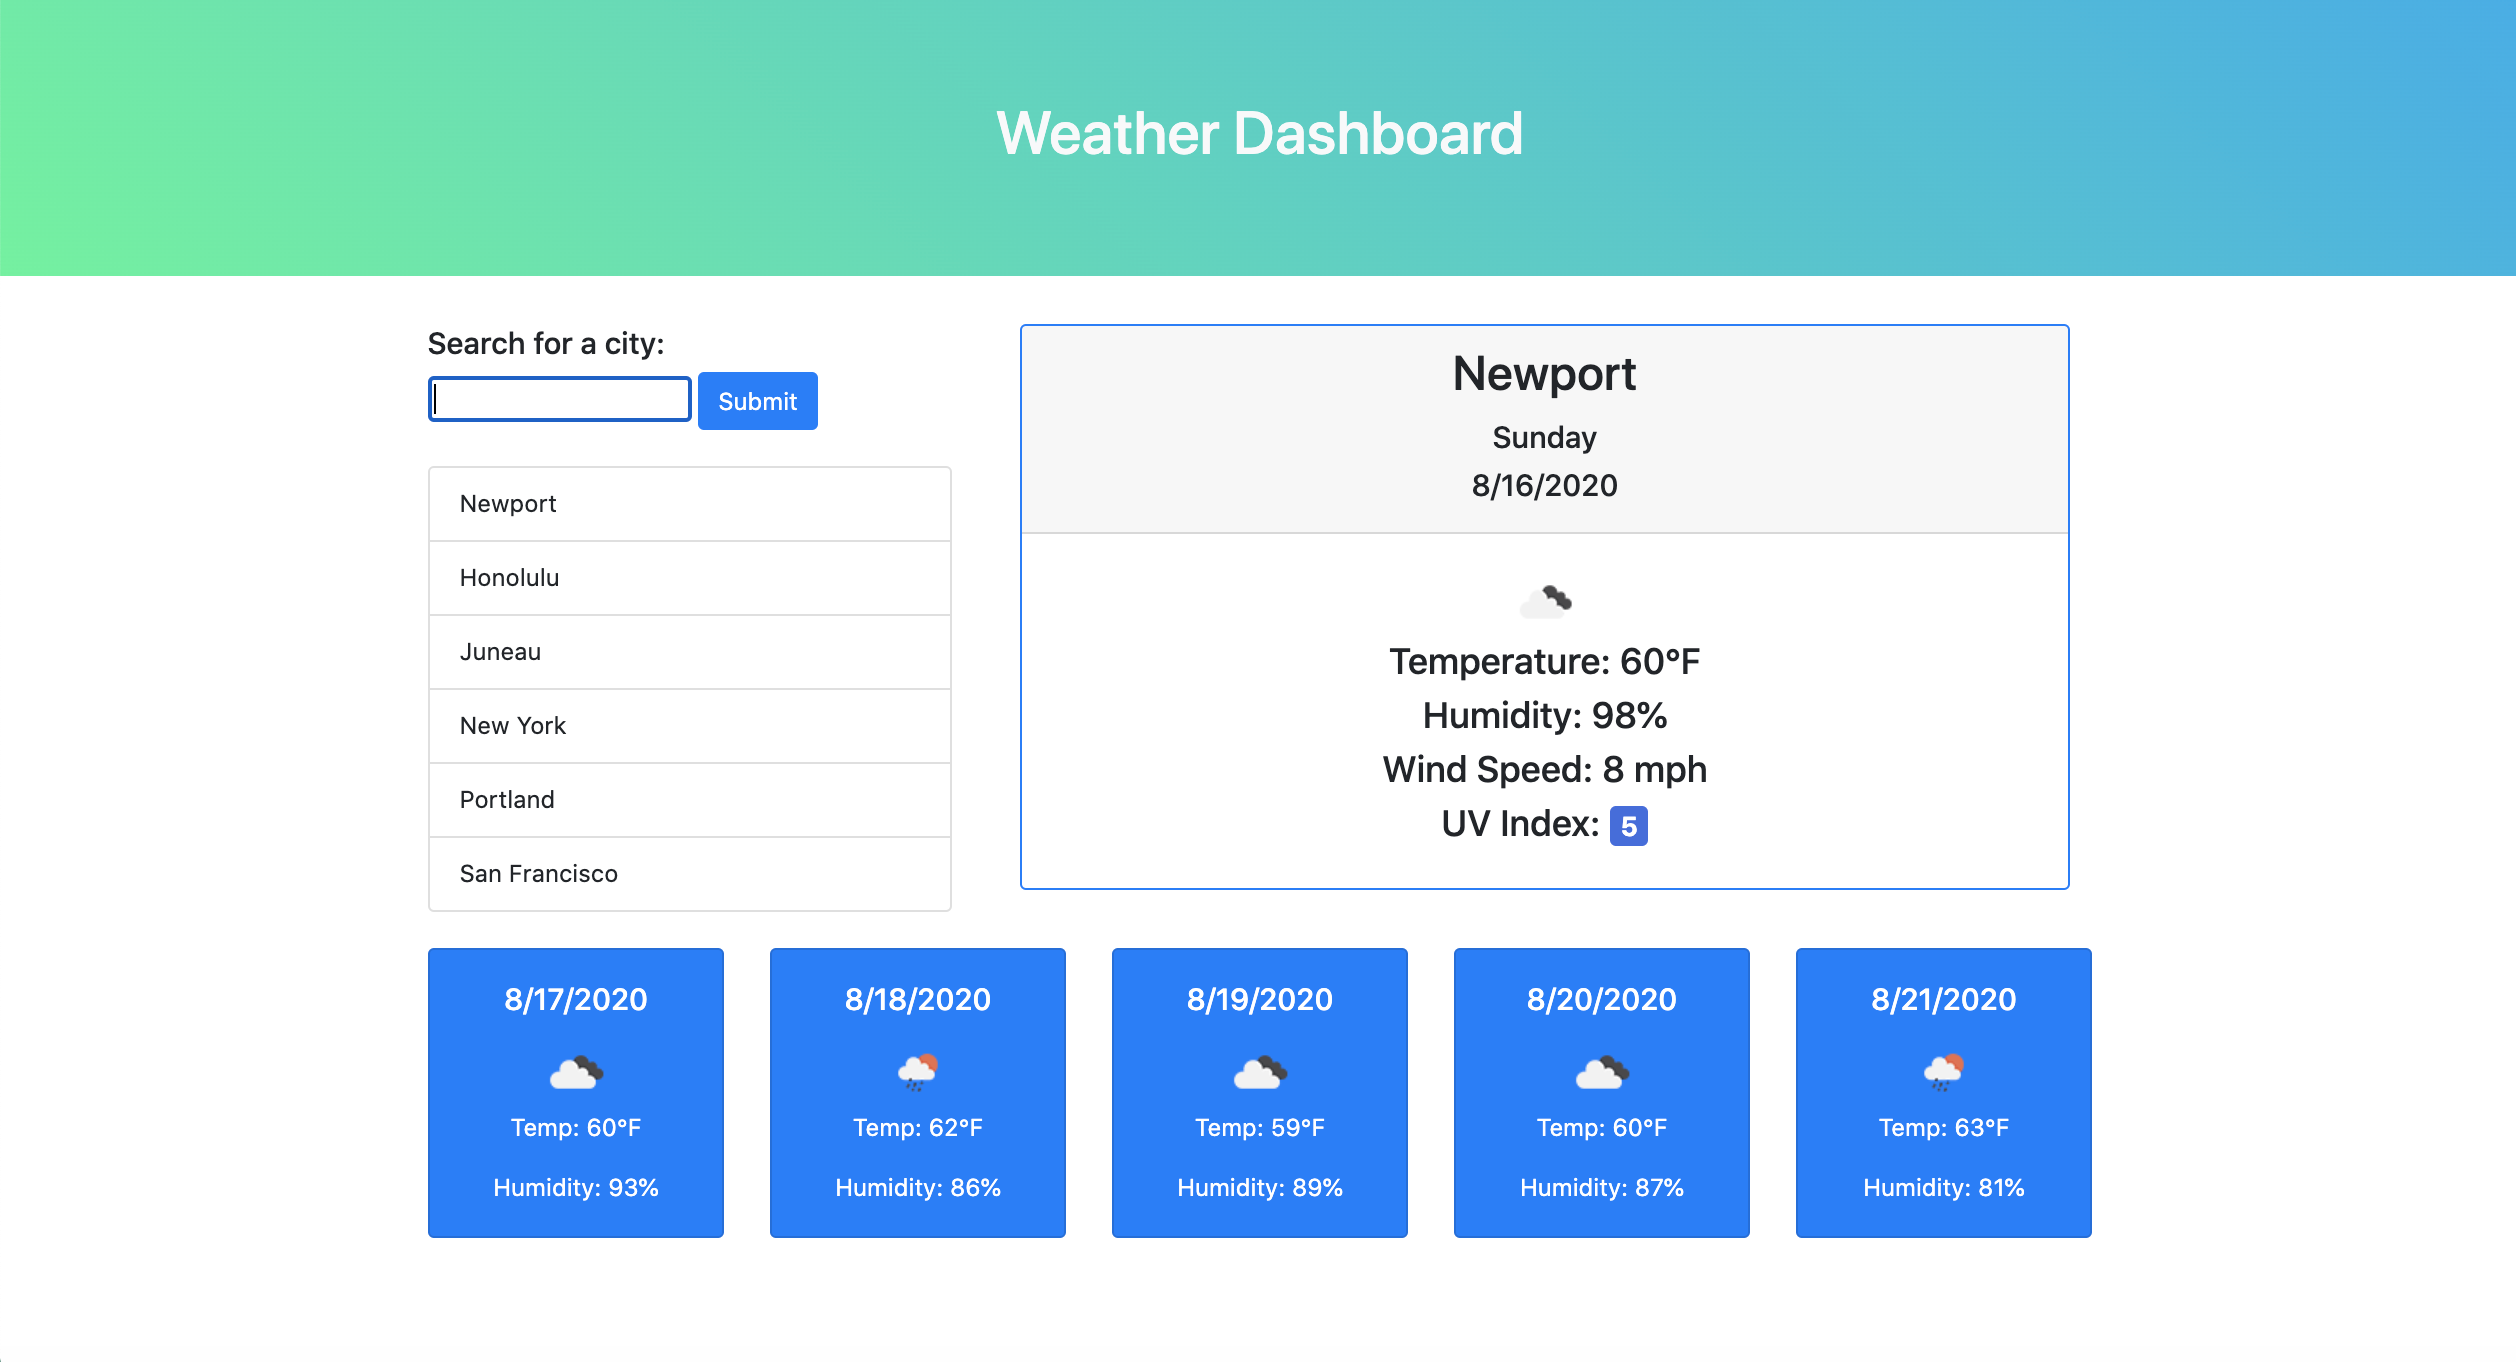 Weather Dashboard
Search for a city:
Submit
Newport
Honolulu
Juneau
New York
Portland
San Francisco
Newport
Sunday
8/16/2020
Temperature: 60°F
Humidity: 98%
Wind Speed: 8 mph
UV Index: 5
8/17/2020
Temp: 60°F
Humidity: 93%
8/18/2020
Temp: 62°F
Humidity: 86%
8/19/2020
Temp: 59°F
Humidity: 89%
8/20/2020
Temp: 60°F
Humidity: 87%
8/21/2020
Temp: 63°F
Humidity: 81%